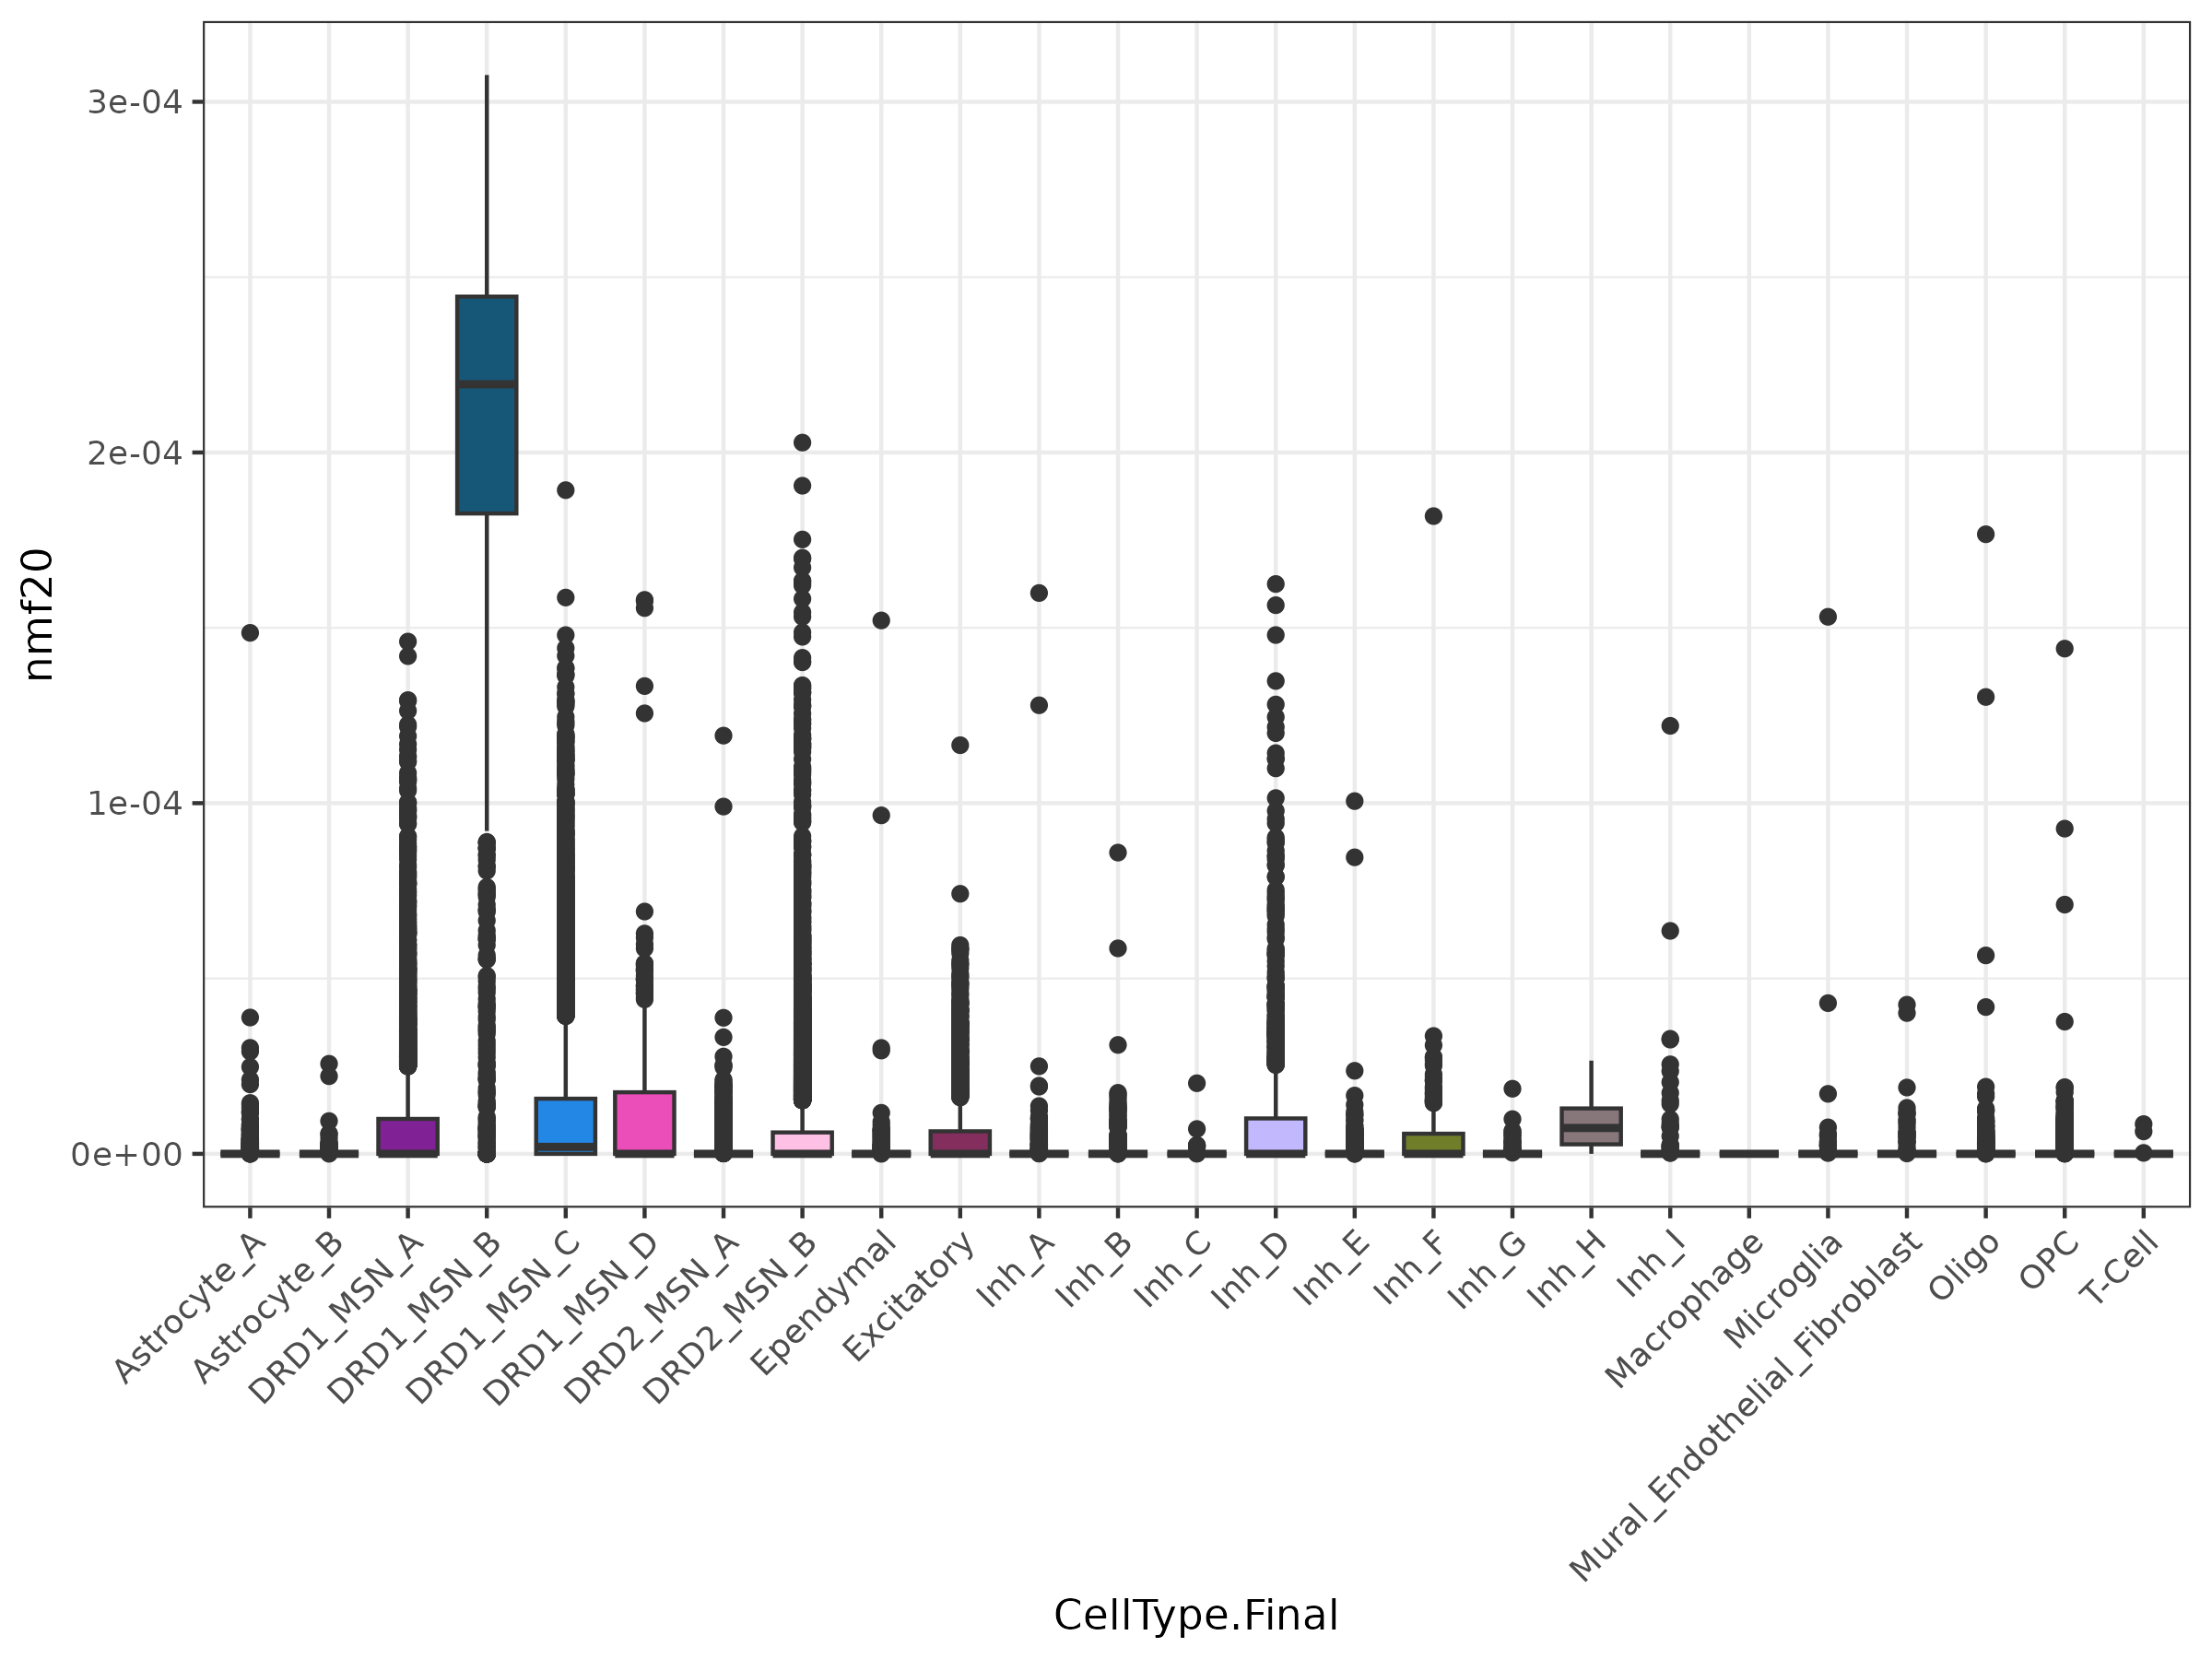 nmf20
3e-04
2e-04
1e-04
0e+00
Astrocyte_A
Astrocyte_B
DRD1_MSN_A
DRD1_MSN_B
DRD1_MSN_C
DRD1_MSN_D
DRD2_MSN_A
DRD2_MSN_B
Ependymal
Excitatory
Inh_A
Inh_B
Inh_C
Inh_D
Inh_E
Inh_F
Inh_G
Inh_H
Inh_I
Macrophage
Microglia
Mural_Endothelial_Fibroblast
Oligo
OPC
T-Cell
CellType.Final